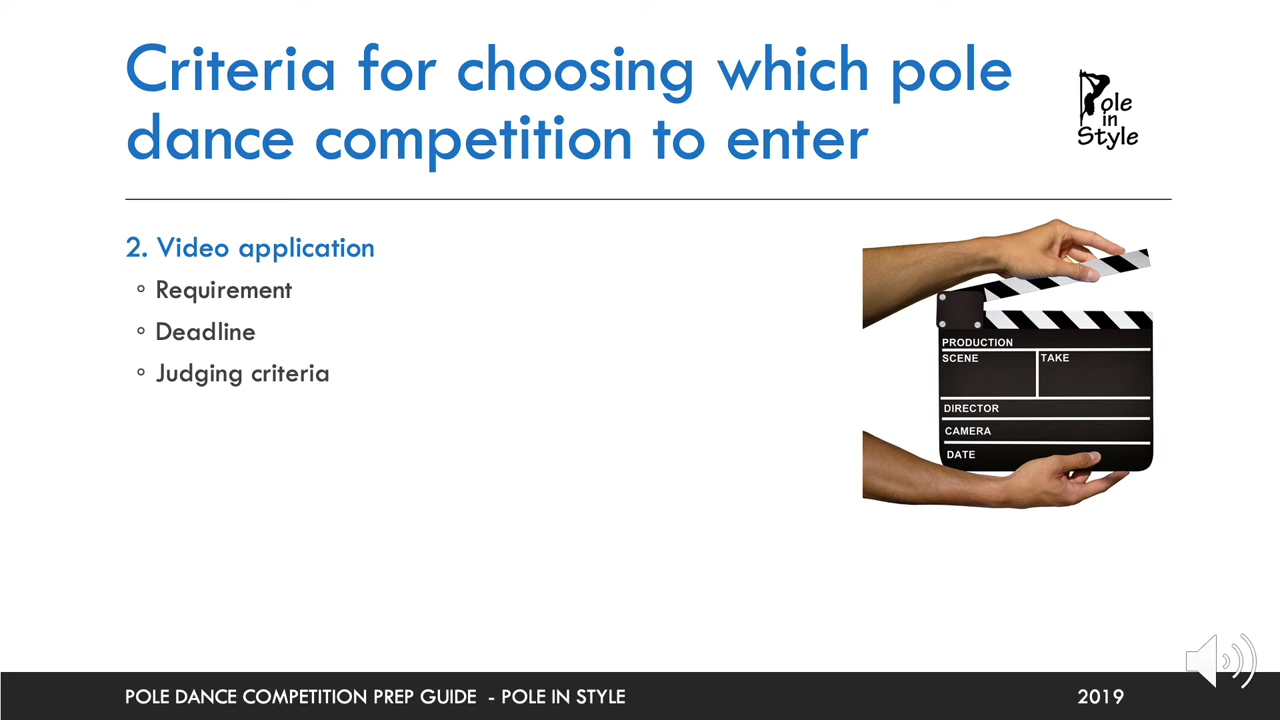 Criteria for choosing which pole
dance competition to enter
Pole
in
Style
2. Video application
Requirement
Deadline
Judging criteria
PRODUCTION
SCENE TAKE
DIRECTOR
CAMERA
DATE
POLE DANCE COMPETITION PREP GUIDE - POLE IN STYLE 2019